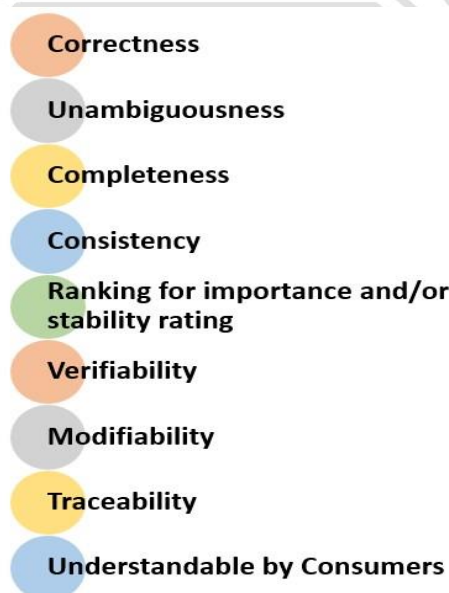 Correctness
Unambiguousness
Completeness
Consistency
Ranking for importance and/or
stability rating
Verifiability
Modifiability
Traceability
Understandable by Consumers